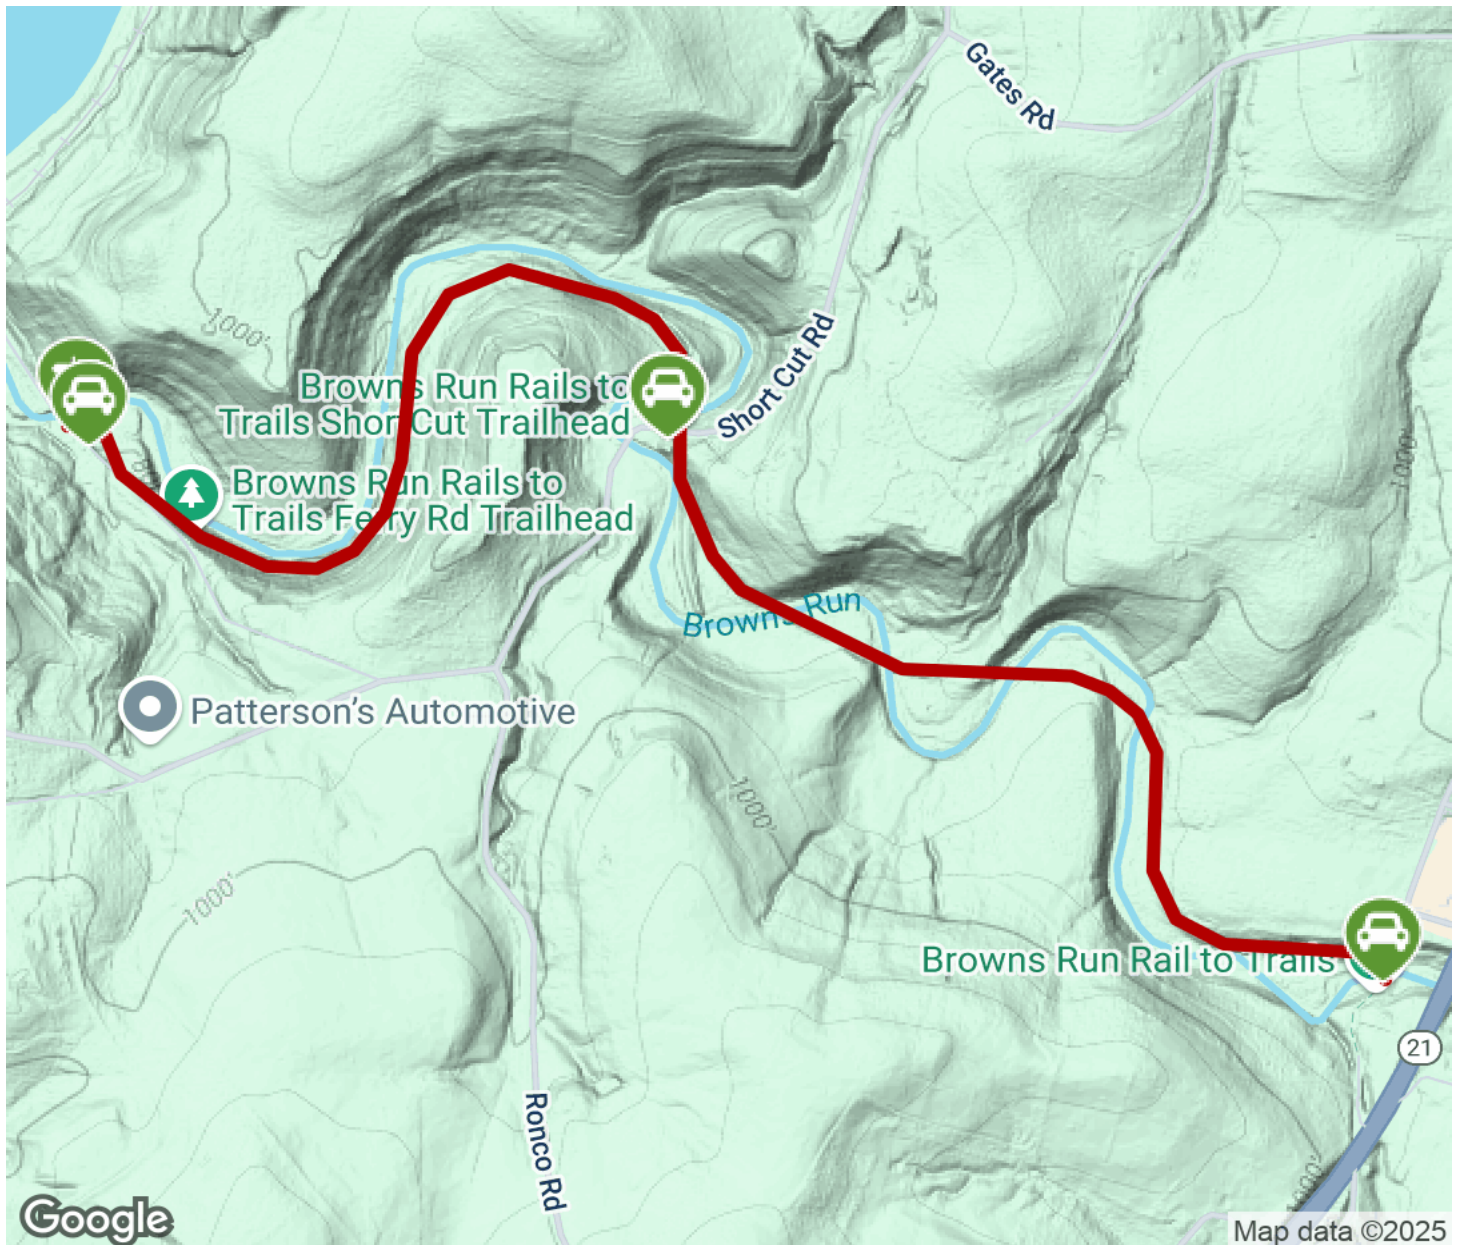 Gates Rd
1000'
Short Cut Rd
Browns Run Rails to
Trails Short Cut Trailhead
1000'
Browns Run Rails to
Trails Ferry Rd Trailhead
Browns Run
Patterson's Automotive
1000'
1000'
Browns Run Rail to Trails
21
Ronco Rd
1000'
Google
Map data ©2025